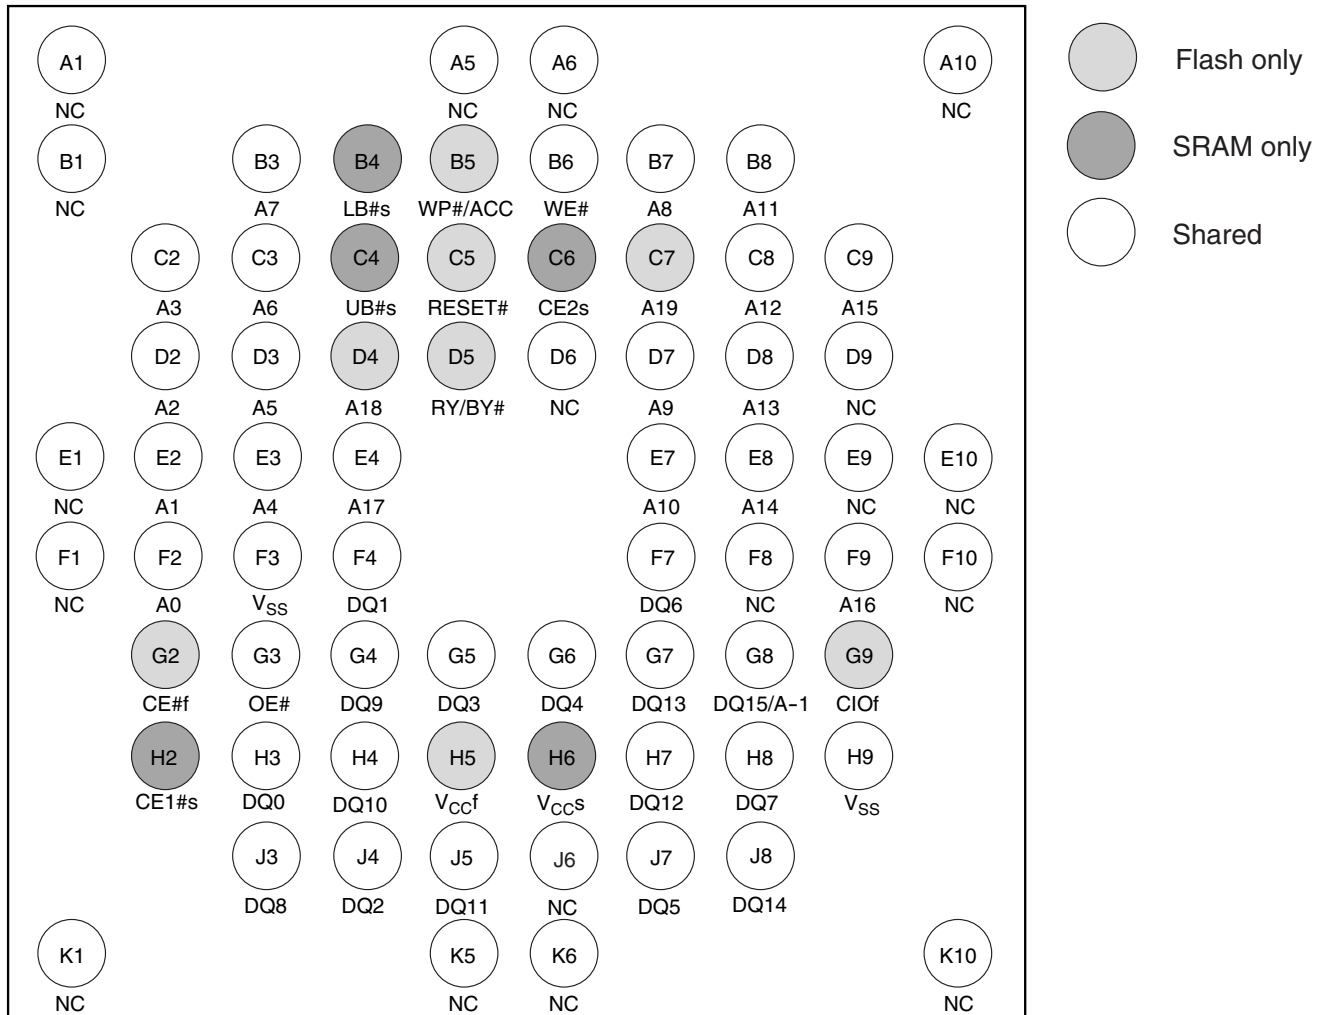 A1 A5 A6 A10 Flash only
NC NC NC NC
B1 B3 B4 B5 B6 B7 B8 SRAM only
NC A7 LB#s WP#/ACC WE# A8 A11
C2 C3 C4 C5 C6 C7 C8 C9 Shared
A3 A6 UB#s RESET# CE2s A19 A12 A15
D2 D3 D4 D5 D6 D7 D8 D9
A2 A5 A18 RY/BY# NC A9 A13 NC
E1 E2 E3 E4 E7 E8 E9 E10
NC A1 A4 A17 A10 A14 NC NC
F1 F2 F3 F4 F7 F8 F9 F10
NC A0 VSS DQ1 DQ6 NC A16 NC
G2 G3 G4 G5 G6 G7 G8 G9
CE#f OE# DQ9 DQ3 DQ4 DQ13 DQ15/A-1 CIOf
H2 H3 H4 H5 H6 H7 H8 H9
CE1#s DQ0 DQ10 VCCf VCCs DQ12 DQ7 VSS
J3 J4 J5 J6 J7 J8
DQ8 DQ2 DQ11 NC DQ5 DQ14
K1 K5 K6 K10
NC NC NC NC